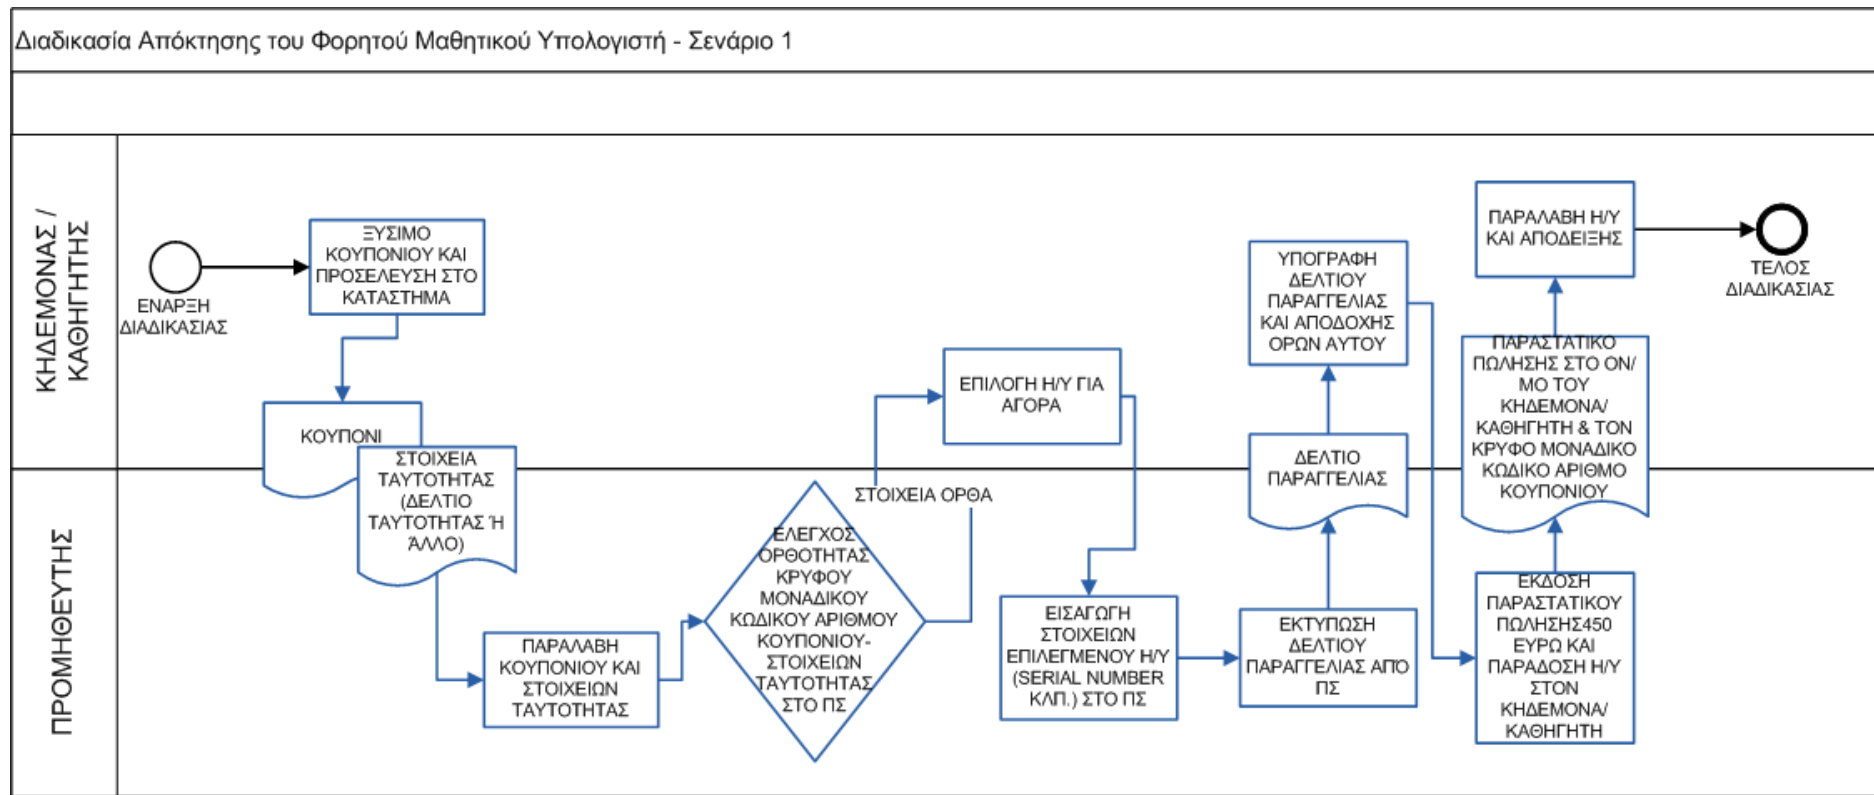 Διαδικασία Απόκτησης του Φορητού Μαθητικού Υπολογιστή - Σενάριο 1
ΚΗΔΕΜΟΝΑΣ /
ΚΑΘΗΓΗΤΗΣ
ΕΝΑΡΞΗ
ΔΙΑΔΙΚΑΣΙΑΣ
ΞΥΣΙΜΟ
ΚΟΥΠΟΝΙΟΥ ΚΑΙ
ΠΡΟΣΕΛΕΥΣΗ ΣΤΟ
ΚΑΤΑΣΤΗΜΑ
ΚΟΥΠΟΝΙ
ΣΤΟΙΧΕΙΑ
ΤΑΥΤΟΤΗΤΑΣ
(ΔΕΛΤΙΟ
ΤΑΥΤΟΤΗΤΑΣ Ή
ΆΛΛΟ)
ΠΡΟΜΗΘΕΥΤΗΣ
ΠΑΡΑΛΑΒΗ
ΚΟΥΠΟΝΙΟΥ ΚΑΙ
ΣΤΟΙΧΕΙΩΝ
ΤΑΥΤΟΤΗΤΑΣ
ΕΛΕΓΧΟΣ
ΟΡΘΟΤΗΤΑΣ
ΚΡΥΦΟΥ
ΜΟΝΑΔΙΚΟΥ
ΚΩΔΙΚΟΥ ΑΡΙΘΜΟΥ
ΚΟΥΠΟΝΙΟΥ-
ΣΤΟΙΧΕΙΩΝ
ΤΑΥΤΟΤΗΤΑΣ
ΣΤΟ ΠΣ
ΣΤΟΙΧΕΙΑ ΟΡΘΑ
ΕΠΙΛΟΓΗ Η/Υ ΓΙΑ
ΑΓΟΡΑ
ΕΙΣΑΓΩΓΗ
ΣΤΟΙΧΕΙΩΝ
ΕΠΙΛΕΓΜΕΝΟΥ Η/Υ
(SERIAL NUMBER
ΚΛΠ.) ΣΤΟ ΠΣ
ΕΚΤΥΠΩΣΗ
ΔΕΛΤΙΟΥ
ΠΑΡΑΓΓΕΛΙΑΣ ΑΠΌ
ΠΣ
ΔΕΛΤΙΟ
ΠΑΡΑΓΓΕΛΙΑΣ
ΥΠΟΓΡΑΦΗ
ΔΕΛΤΙΟΥ
ΠΑΡΑΓΓΕΛΙΑΣ
ΚΑΙ ΑΠΟΔΟΧΗΣ
ΟΡΩΝ ΑΥΤΟΥ
ΕΚΔΟΣΗ
ΠΑΡΑΣΤΑΤΙΚΟΥ
ΠΩΛΗΣΗΣ450
ΕΥΡΩ ΚΑΙ
ΠΑΡΑΔΟΣΗ Η/Υ
ΣΤΟΝ
ΚΗΔΕΜΟΝΑ/
ΚΑΘΗΓΗΤΗ
ΠΑΡΑΣΤΑΤΙΚΟ
ΠΩΛΗΣΗΣ ΣΤΟ ΟΝ/
ΜΟ ΤΟΥ
ΚΗΔΕΜΟΝΑ/
ΚΑΘΗΓΗΤΗ & ΤΟΝ
ΚΡΥΦΟ ΜΟΝΑΔΙΚΟ
ΚΩΔΙΚΟ ΑΡΙΘΜΟ
ΚΟΥΠΟΝΙΟΥ
ΠΑΡΑΛΑΒΗ Η/Υ
ΚΑΙ ΑΠΟΔΕΙΞΗΣ
ΤΕΛΟΣ
ΔΙΑΔΙΚΑΣΙΑΣ